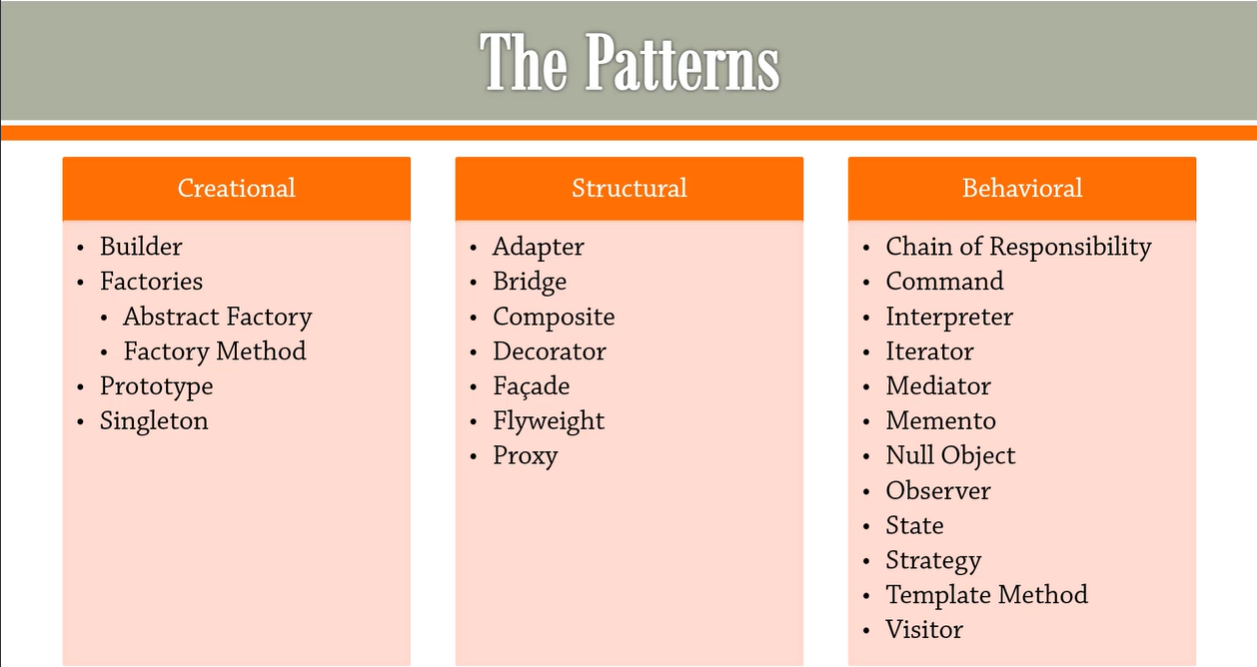 The Patterns
Creational
• Builder
• Factories
• Abstract Factory
• Factory Method
• Prototype
• Singleton
Structural
• Adapter
• Bridge
• Composite
• Decorator
• Façade
• Flyweight
• Proxy
Behavioral
• Chain of Responsibility
• Command
• Interpreter
• Iterator
• Mediator
• Memento
• Null Object
• Observer
• State
• Strategy
• Template Method
• Visitor